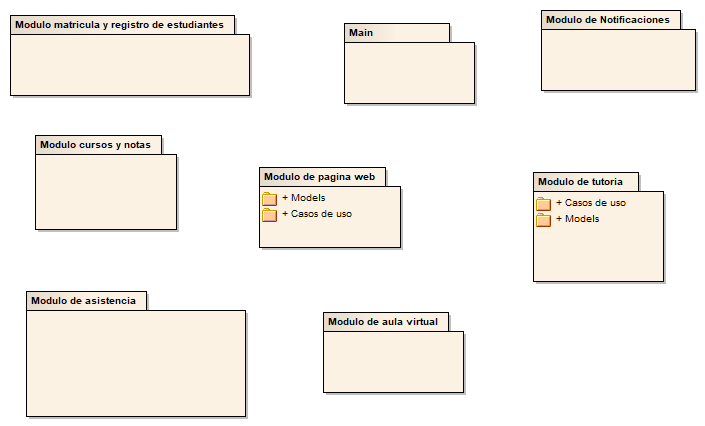 Modulo matricula y registro de estudiantes
Main
Modulo de Notificaciones
Modulo cursos y notas
Modulo de pagina web
+ Models
+ Casos de uso
Modulo de tutoria
+ Casos de uso
+ Models
Modulo de asistencia
Modulo de aula virtual